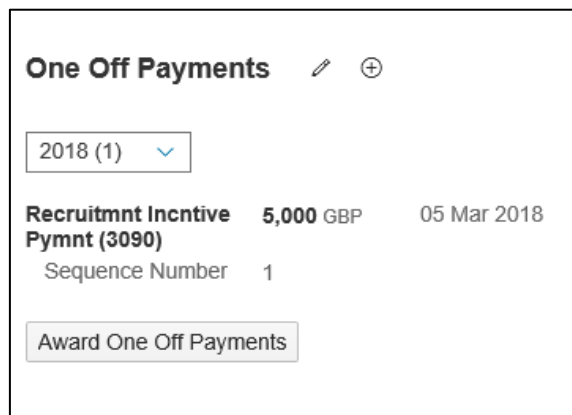 One Off Payments
2018 (1)
Recruitmnt Incntive 5,000 GBP 05 Mar 2018
Pymnt (3090)
Sequence Number 1
Award One Off Payments